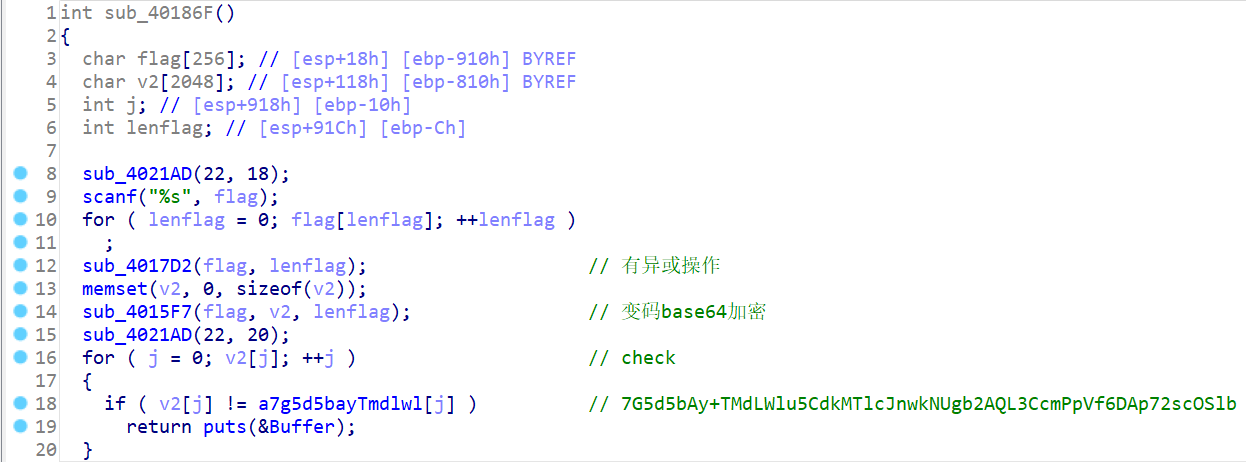 1 int sub_40186F()
2 {
3 char flag[256]; // [esp+18h] [ebp-910h] BYREF
4 char v2[2048]; // [esp+118h] [ebp-810h] BYREF
5 int j; // [esp+918h] [ebp-10h]
6 int lenflag; // [esp+91Ch] [ebp-Ch]
7
8 sub_4021AD(22, 18);
9 scanf("%s", flag);
10 for ( lenflag = 0; flag[lenflag]; ++lenflag )
11 ;
12 sub_4017D2(flag, lenflag); // 有异或操作
13 memset(v2, 0, sizeof(v2));
14 sub_4015F7(flag, v2, lenflag); // 变码base64加密
15 sub_4021AD(22, 20);
16 for ( j = 0; v2[j]; ++j ) // check
17 {
18 if ( v2[j] != a7g5d5bayTmdlwl[j] ) // 7G5d5bAy+TMdLWlu5CdkMTlcJnwkNUgb2AQL3CcmPpVf6DAp72scOSlb
19 return puts(&Buffer);
20 }